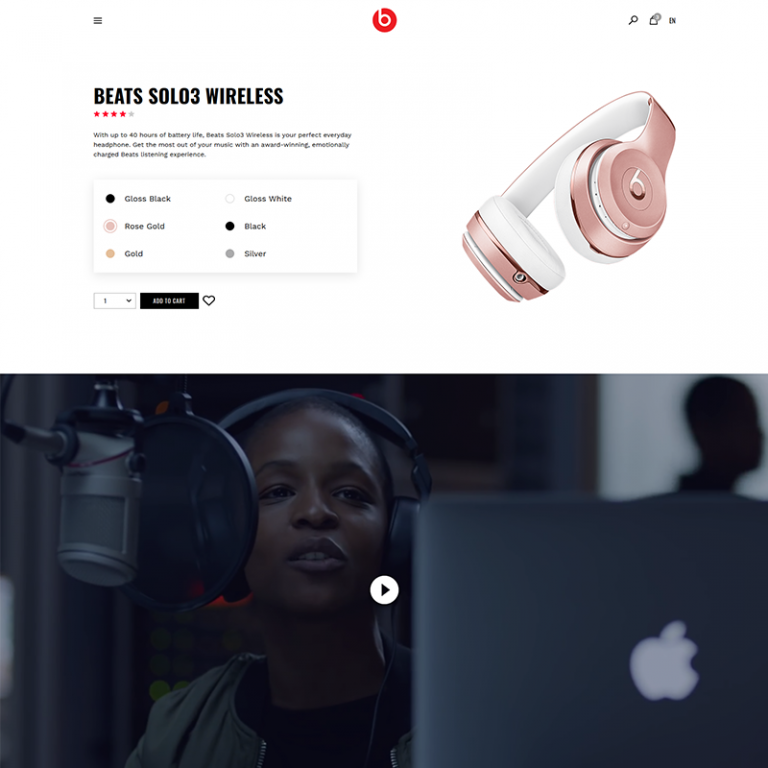 EN
BEATS SOLO3 WIRELESS
With up to 40 hours of battery life, Beats Solo3 Wireless is your perfect everyday
headphone. Get the most out of your music with an award-winning, emotionally
charged Beats listening experience.
Gloss Black
Gloss White
Rose Gold
Black
Gold
Silver
1
ADD TO CART